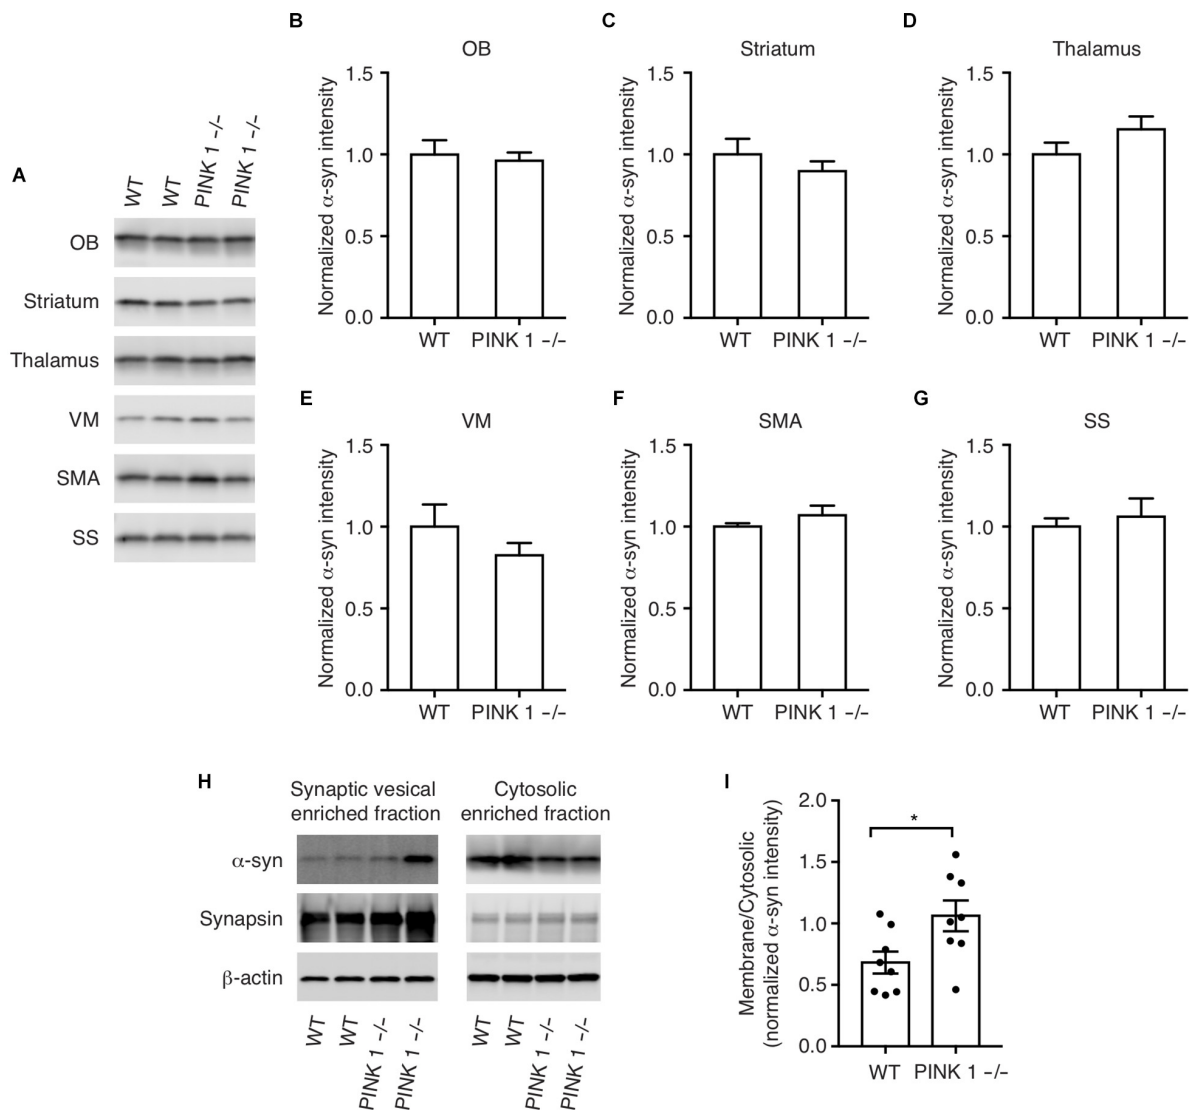 A
WT
WT
PINK 1 –/–
PINK 1 –/–
OB
Striatum
Thalamus
VM
SMA
SS
B
OB
Normalized α-syn intensity
1.5
1.0
0.5
0.0
WT
PINK 1 –/–
C
Striatum
Normalized α-syn intensity
1.5
1.0
0.5
0.0
WT
PINK 1 –/–
D
Thalamus
Normalized α-syn intensity
1.5
1.0
0.5
0.0
WT
PINK 1 –/–
E
VM
Normalized α-syn intensity
1.5
1.0
0.5
0.0
WT
PINK 1 –/–
F
SMA
Normalized α-syn intensity
1.5
1.0
0.5
0.0
WT
PINK 1 –/–
G
SS
Normalized α-syn intensity
1.5
1.0
0.5
0.0
WT
PINK 1 –/–
H
Synaptic vesical
enriched fraction
Cytosolic
enriched fraction
α-syn
Synapsin
β-actin
WT
WT
PINK 1 –/–
PINK 1 –/–
WT
WT
PINK 1 –/–
PINK 1 –/–
I
Membrane/Cytosolic
(normalized α-syn intensity)
2.0
1.5
1.0
0.5
0.0
*
WT
PINK 1 –/–